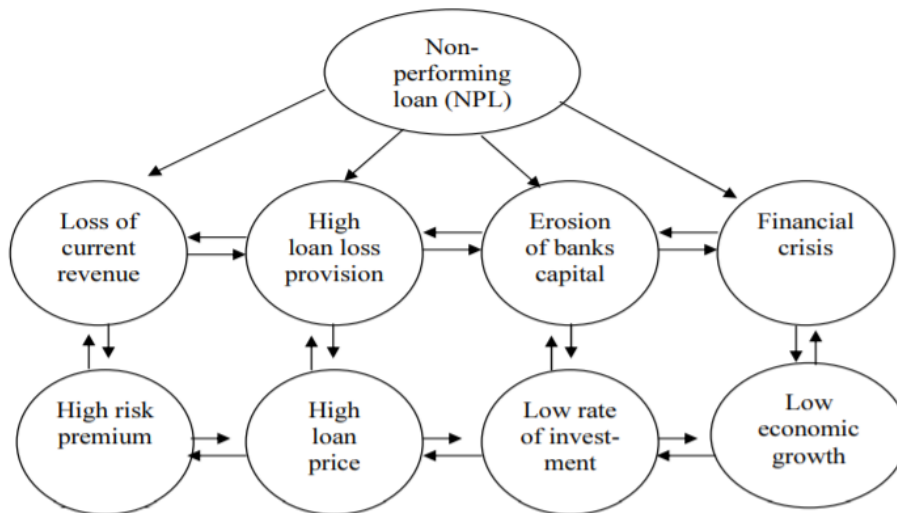 Non-
performing
loan (NPL)
Loss of
current
revenue
High
loan loss
provision
Erosion
of banks
capital
Financial
crisis
High risk
premium
High
loan
price
Low rate
of invest-
ment
Low
economic
growth